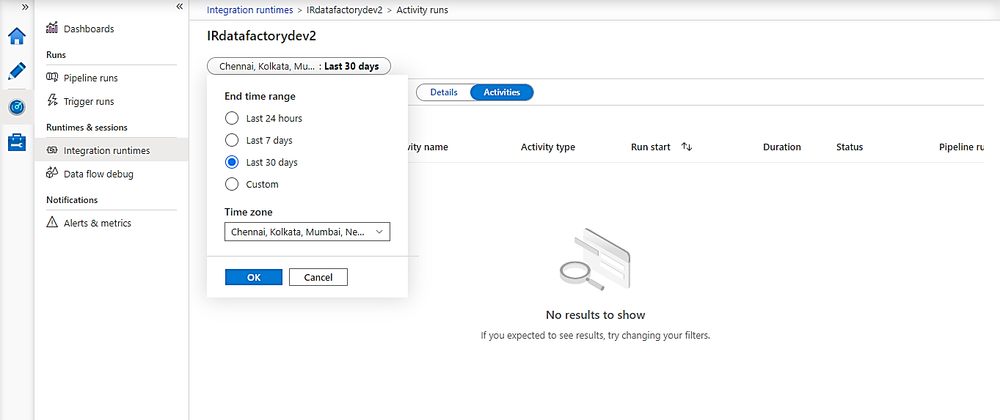 Integration runtimes > IRdatafactorydev2 > Activity runs
Dashboards
Runs
Pipeline runs
Trigger runs
Runtimes & sessions
Integration runtimes
Data flow debug
Notifications
Alerts & metrics
IRdatafactorydev2
Chennai, Kolkata, Mu... : Last 30 days
End time range
Last 24 hours
Last 7 days
Last 30 days
Custom
Time zone
Chennai, Kolkata, Mumbai, Ne...
OK Cancel
Details Activities
vity name Activity type Run start Duration Status Pipeline ru
No results to show
If you expected to see results, try changing your filters.